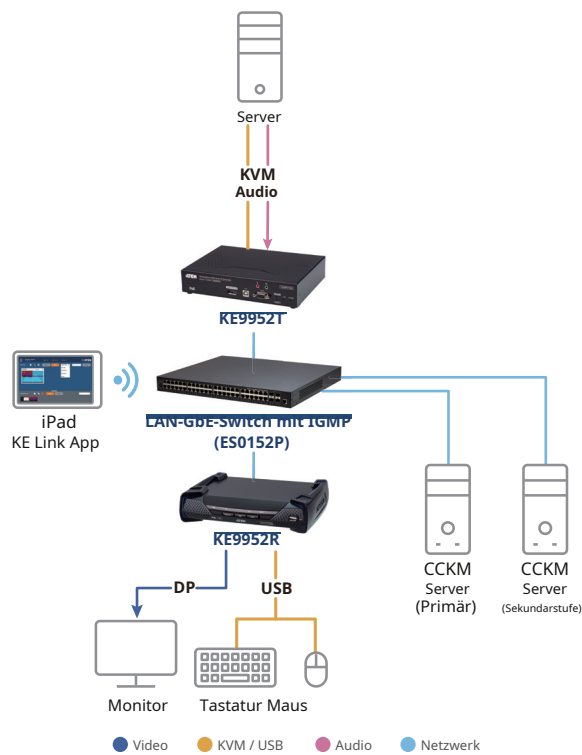 Server
KVM
Audio
ATEN
KE9952T
iPad
KE Link App
LAN-GbE-Switch mit IGMP
(ES0152P)
KE9952R
CCKM
Server
(Primär)
CCKM
Server
(Sekundarstufe)
DP
USB
Monitor
Tastatur Maus
Video
KVM / USB
Audio
Netzwerk